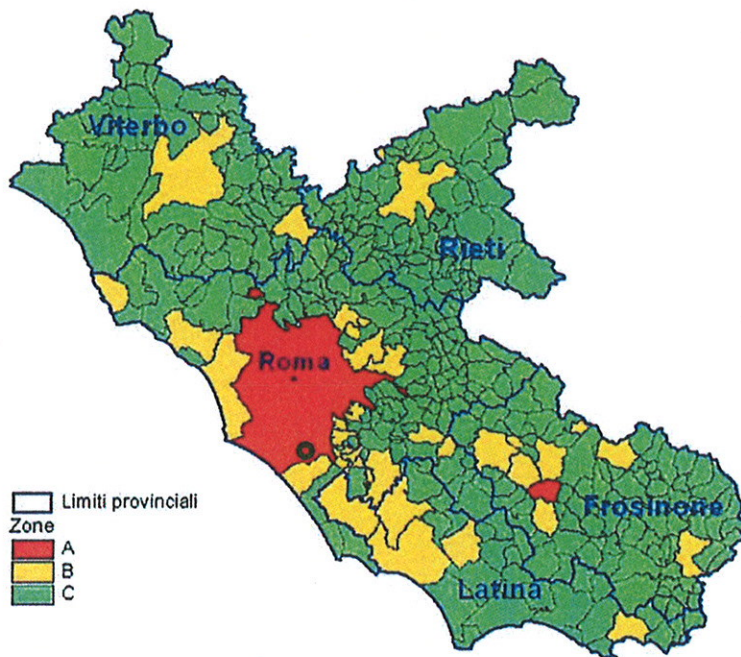 Viterbo
Rieti
Roma
Frosinone
Latina
Limiti provinciali
Zone
A
B
C